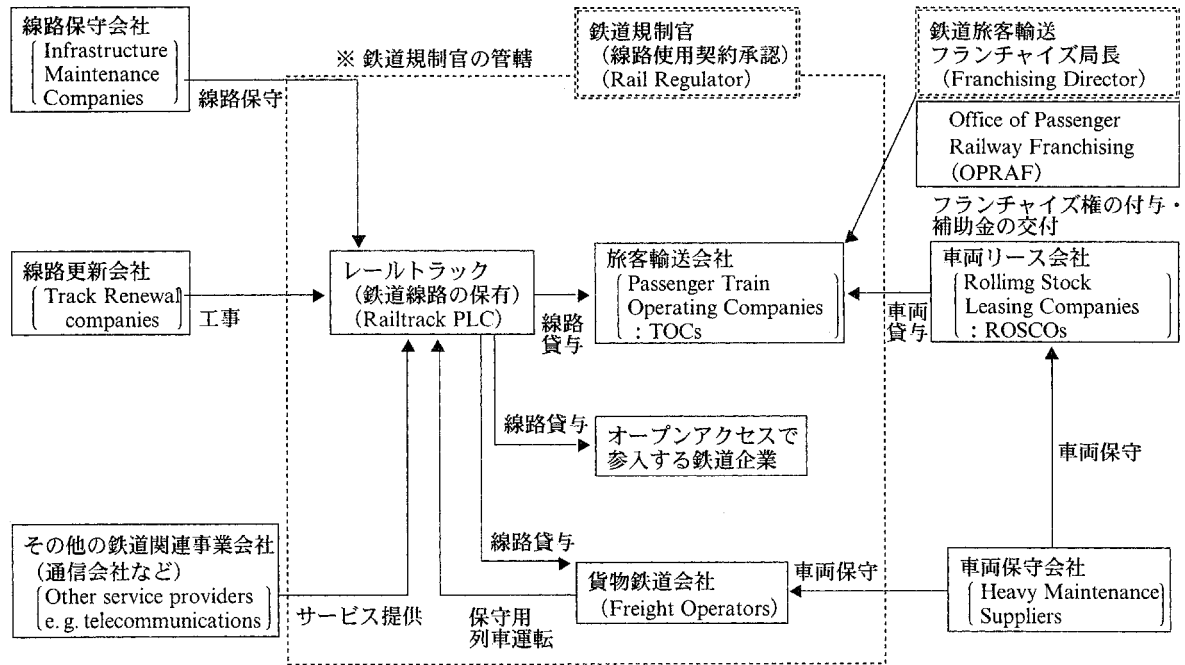 線路保守会社
Infrastructure
Maintenance
Companies
線路保守
※ 鉄道規制官の管轄
鉄道規制官
(線路使用契約承認)
(Rail Regulator)
鉄道旅客輸送
フランチャイズ局長
(Franchising Director)
Office of Passenger
Railway Franchising
(OPRAF)
フランチャイズ権の付与・
補助金の交付
線路更新会社
Track Renewal
companies
工事
レールトラック
(鉄道線路の保有)
(Railtrack PLC)
線路
貸与
旅客輸送会社
Passenger Train
Operating Companies
: TOCs
車両
貸与
車両リース会社
Rollimg Stock
Leasing Companies
: ROSCOs
線路貸与
オープンアクセスで
参入する鉄道企業
車両保守
その他の鉄道関連事業会社
(通信会社など)
Other service providers
e. g. telecommunications
サービス提供
保守用
列車運転
線路貸与
貨物鉄道会社
(Freight Operators)
車両保守
車両保守会社
Heavy Maintenance
Suppliers